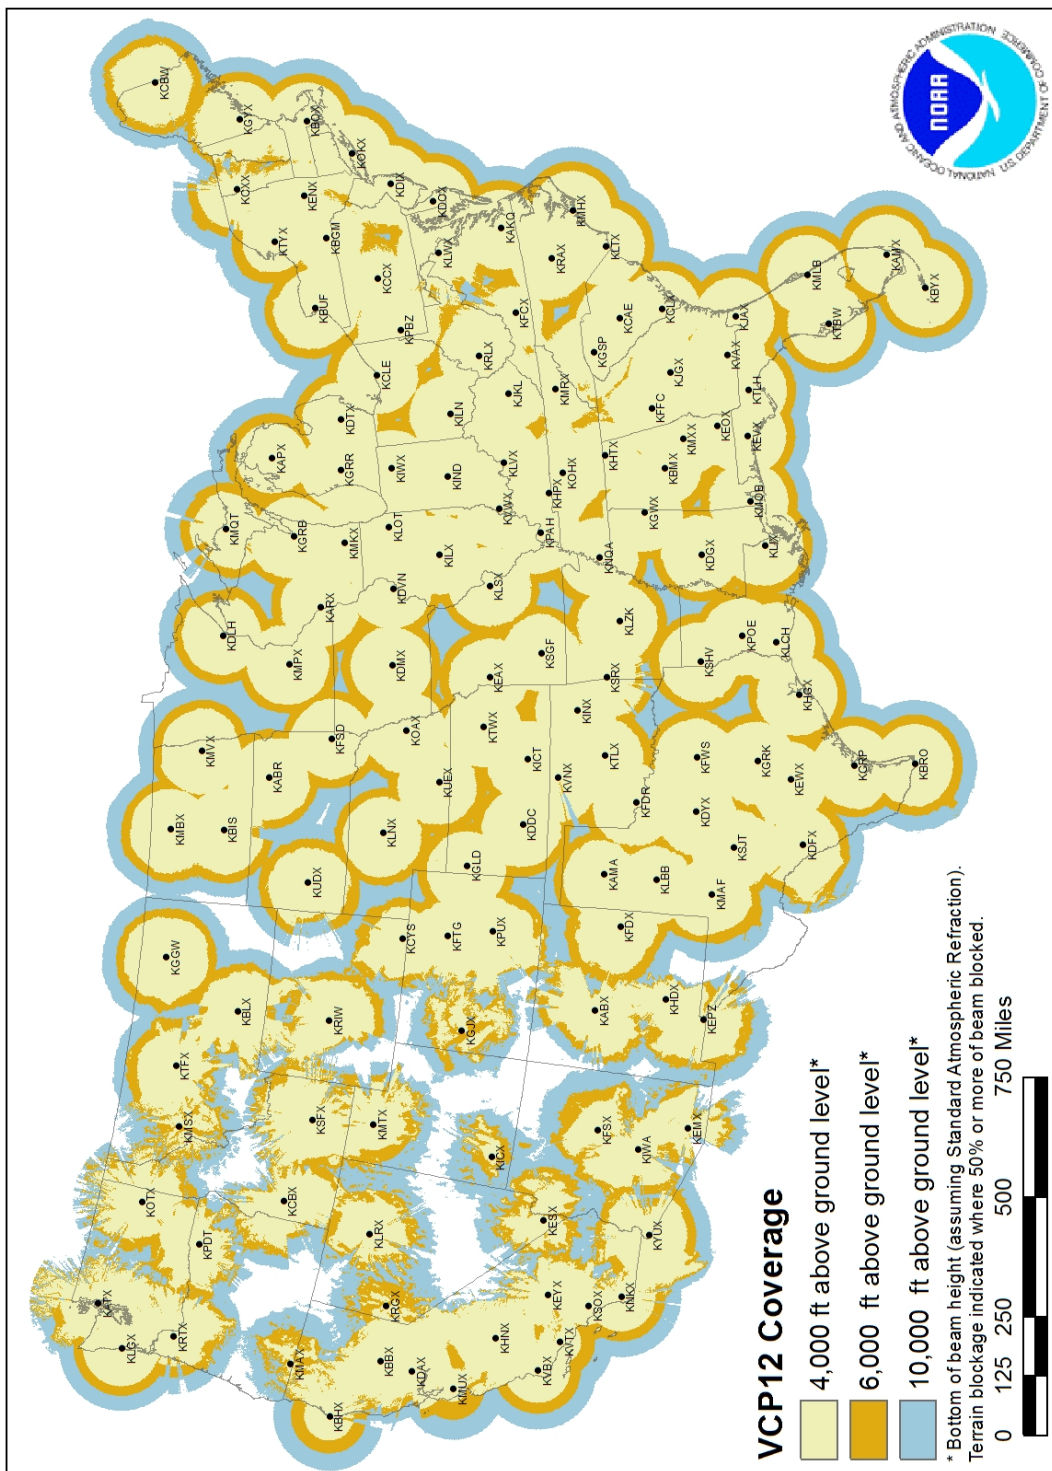 KCBW
KGYX
KBOX
KCXX
KENX
KOKX
KTYX
KBGM
KDIX
KDOX
KBUF
KCCX
KLWX
KAKQ
KPBZ
KFCX
KRAX
KMHX
KLTX
KCLE
KRLX
KJKL
KMRX
KGSP
KCAE
KCLX
KDTX
KILN
KAPX
KGRR
KIWX
KIND
KLVX
KOHX
KHPX
KHTX
KFFC
KJGX
KJAX
KVAX
KTLH
KMLB
KTBW
KAMX
KBYX
KMQT
KGRB
KMKX
KLOT
KILX
KVWX
KPAH
KNQA
KGWX
KBMX
KMXX
KEOX
KEVX
KMOB
KLIX
KDGX
KDLH
KARX
KMPX
KDVN
KDMX
KLSX
KEAX
KSGF
KLZK
KSRX
KSHV
KPOE
KLCH
KHGX
KMVX
KFSD
KABR
KOAX
KTWX
KICT
KINX
KTLX
KVNX
KFWS
KGRK
KEWX
KGRP
KBRO
KMBX
KBIS
KUEX
KLNX
KDDC
KFDR
KDYX
KSJT
KDFX
KUDX
KGLD
KAMA
KLBB
KMAF
KGGW
KCYS
KFTG
KPUX
KFDX
KBLX
KRIW
KGJX
KABX
KHDX
KEPZ
KTFX
KMSX
KSFX
KMTX
KICX
KFSX
KIWA
KEMX
KOTX
KPDT
KCBX
KLRX
KESX
KYUX
KATX
KLGX
KRTX
KRGX
KMAX
KBHX
KBBX
KDAX
KMUX
KHNX
KEYX
KVBX
KVTX
KSOX
KNKX
NATIONAL OCEANIC AND ATMOSPHERIC ADMINISTRATION
U.S. DEPARTMENT OF COMMERCE
NOAA
VCP12 Coverage
4,000 ft above ground level*
6,000 ft above ground level*
10,000 ft above ground level*
* Bottom of beam height (assuming Standard Atmospheric Refraction).
Terrain blockage indicated where 50% or more of beam blocked.
0 125 250 500 750 Miles